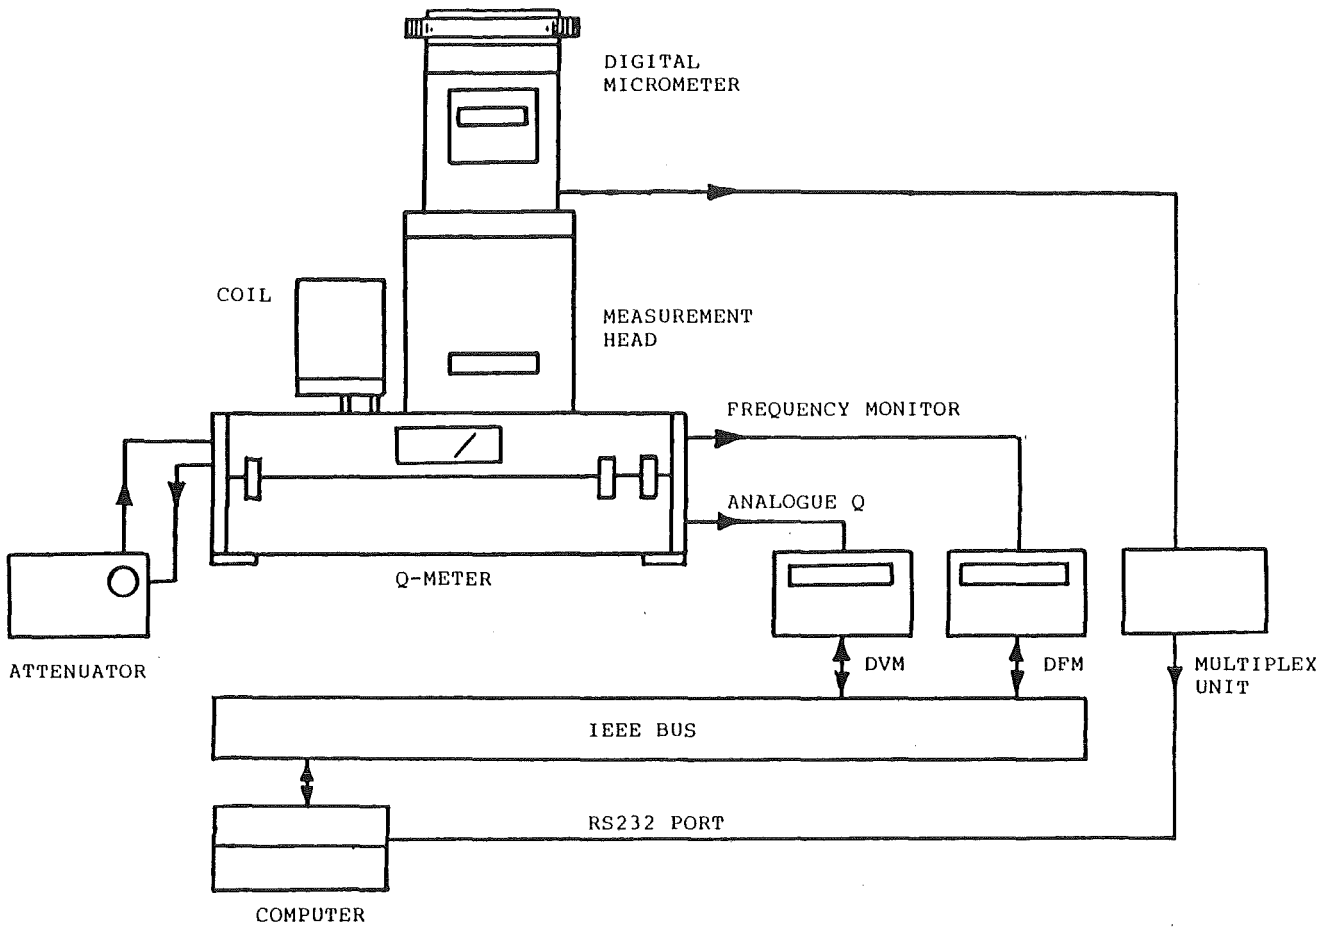 DIGITAL
MICROMETER
COIL
MEASUREMENT
HEAD
FREQUENCY MONITOR
ANALOGUE Q
Q-METER
ATTENUATOR
DVM
DFM
MULTIPLEX
UNIT
IEEE BUS
RS232 PORT
COMPUTER